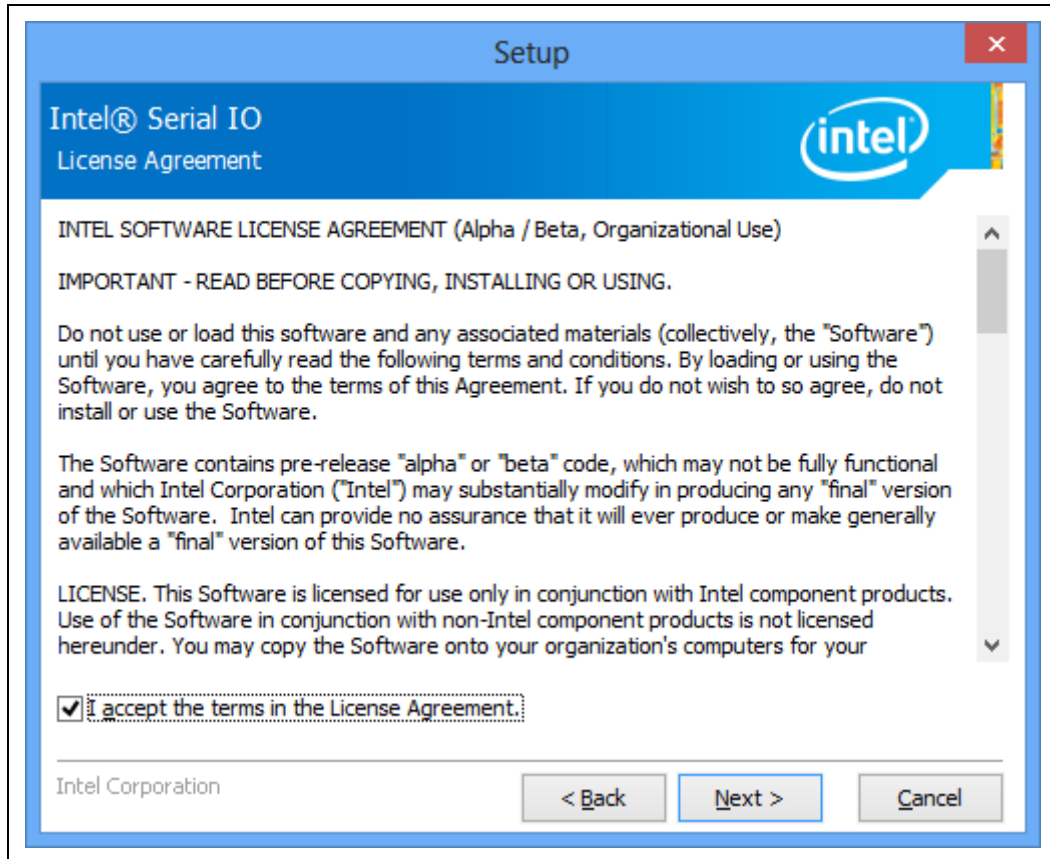 Setup
Intel® Serial IO
License Agreement
intel
INTEL SOFTWARE LICENSE AGREEMENT (Alpha / Beta, Organizational Use)
IMPORTANT - READ BEFORE COPYING, INSTALLING OR USING.
Do not use or load this software and any associated materials (collectively, the "Software")
until you have carefully read the following terms and conditions. By loading or using the
Software, you agree to the terms of this Agreement. If you do not wish to so agree, do not
install or use the Software.
The Software contains pre-release "alpha" or "beta" code, which may not be fully functional
and which Intel Corporation ("Intel") may substantially modify in producing any "final" version
of the Software.  Intel can provide no assurance that it will ever produce or make generally
available a "final" version of this Software.
LICENSE. This Software is licensed for use only in conjunction with Intel component products.
Use of the Software in conjunction with non-Intel component products is not licensed
hereunder. You may copy the Software onto your organization's computers for your
I accept the terms in the License Agreement.
Intel Corporation
< Back
Next >
Cancel